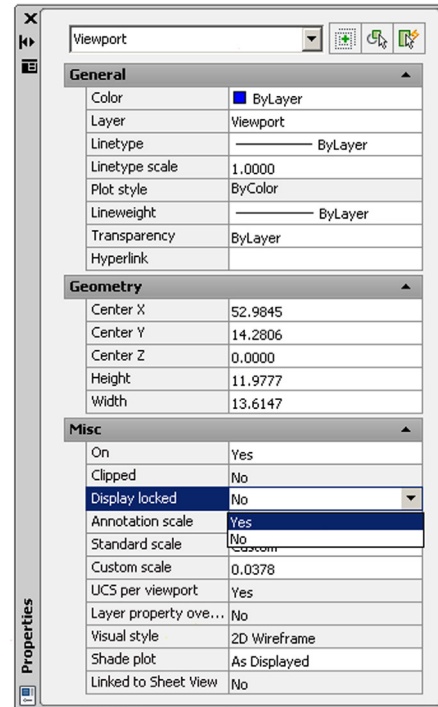 Viewport
General
Color ByLayer
Layer Viewport
Linetype ByLayer
Linetype scale 1.0000
Plot style ByColor
Lineweight ByLayer
Transparency ByLayer
Hyperlink
Geometry
Center X 52.9845
Center Y 14.2806
Center Z 0.0000
Height 11.9777
Width 13.6147
Misc
On Yes
Clipped No
Display locked No
Annotation scale Yes
No
Standard scale Custom
Custom scale 0.0378
UCS per viewport Yes
Layer property ove... No
Visual style 2D Wireframe
Shade plot As Displayed
Linked to Sheet View No
Properties